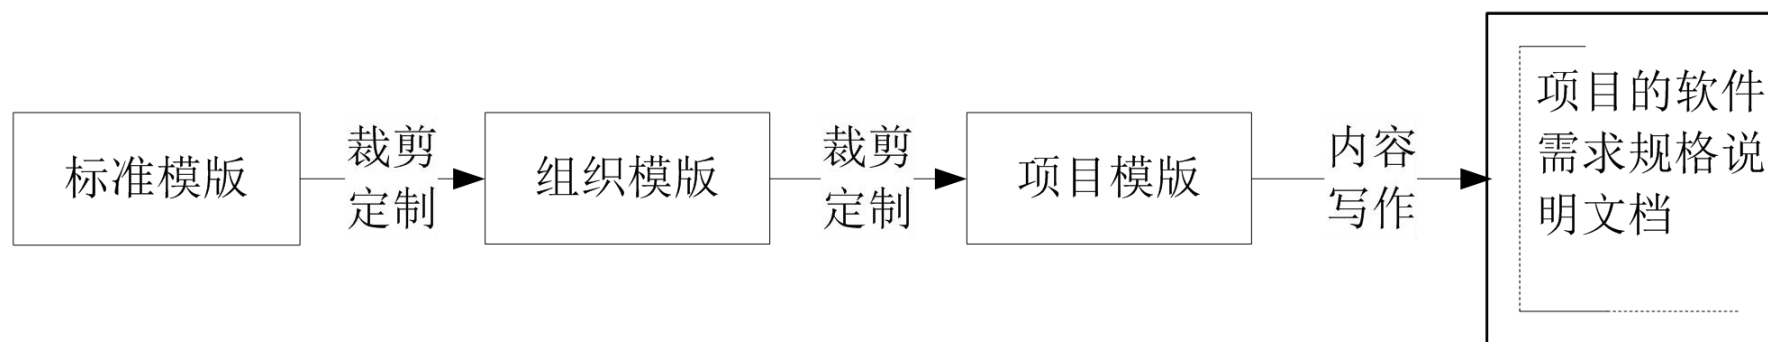 标准模版
裁剪
定制
组织模版
裁剪
定制
项目模版
内容
写作
项目的软件
需求规格说
明文档